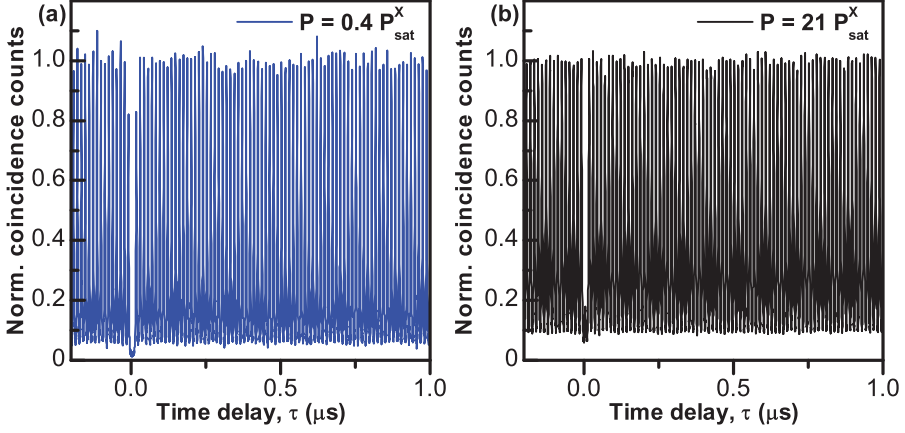 (a)
P = 0.4 P^X_sat
Norm. coincidence counts
1.0
0.8
0.6
0.4
0.2
0
0.0 0.5 1.0
Time delay, τ (μs)
(b)
P = 21 P^X_sat
Norm. coincidence counts
1.0
0.8
0.6
0.4
0.2
0
0.0 0.5 1.0
Time delay, τ (μs)